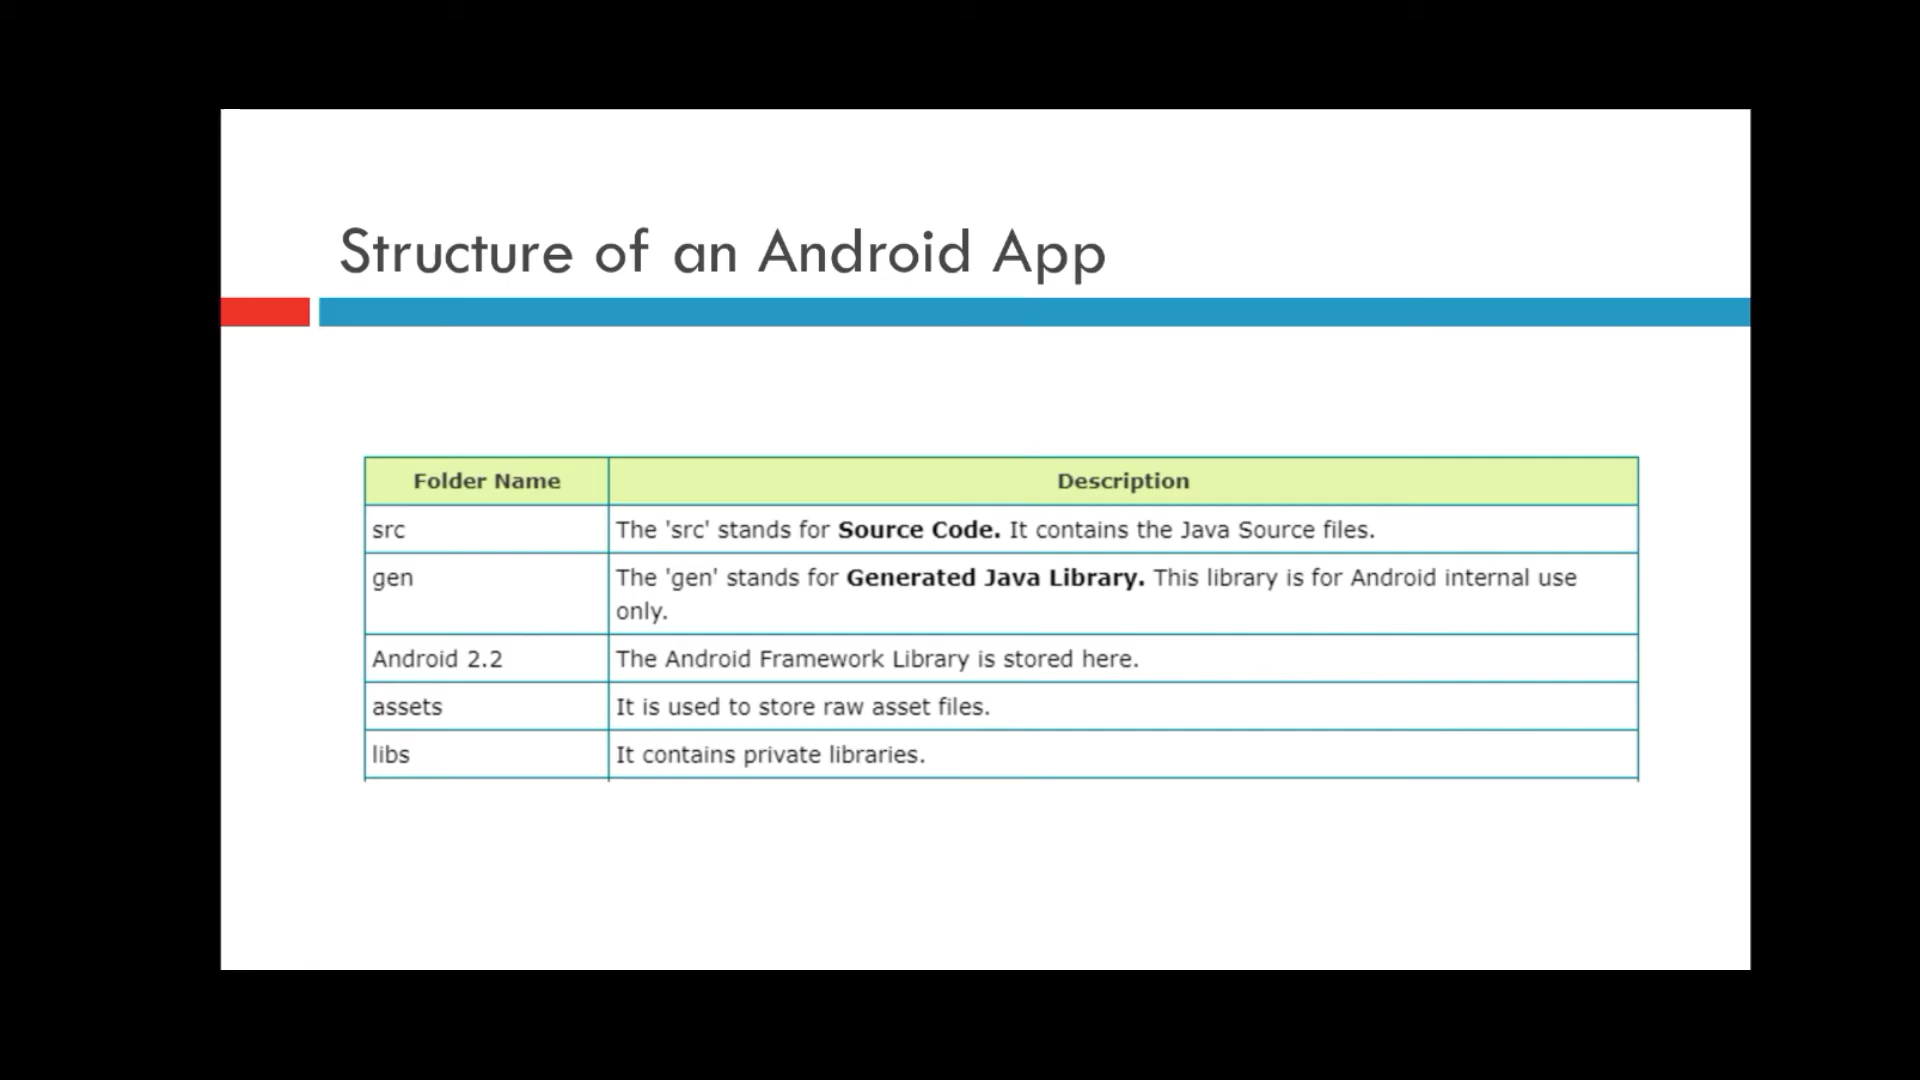 Structure of an Android App
Folder Name Description
src The 'src' stands for Source Code. It contains the Java Source files.
gen The 'gen' stands for Generated Java Library. This library is for Android internal use
only.
Android 2.2 The Android Framework Library is stored here.
assets It is used to store raw asset files.
libs It contains private libraries.